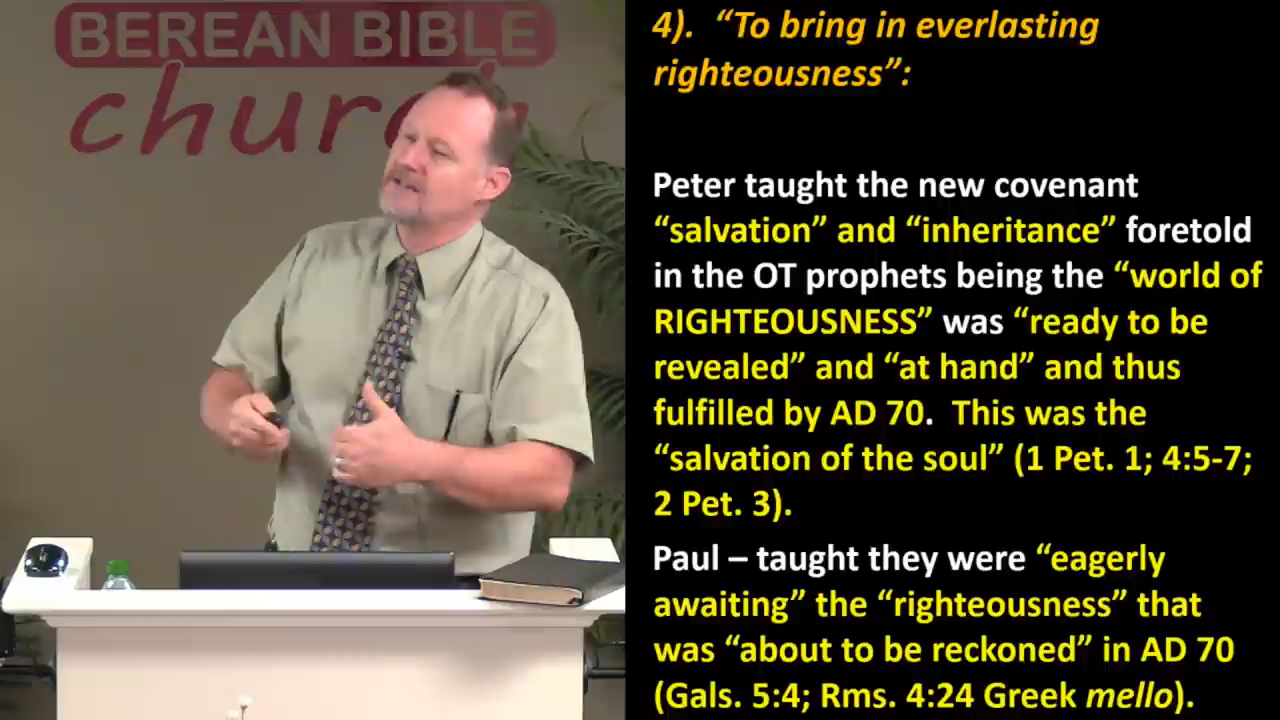 BEREAN BIBLE
church
4). “To bring in everlasting
righteousness”:
Peter taught the new covenant
“salvation” and “inheritance” foretold
in the OT prophets being the “world of
RIGHTEOUSNESS” was “ready to be
revealed” and “at hand” and thus
fulfilled by AD 70. This was the
“salvation of the soul” (1 Pet. 1; 4:5-7;
2 Pet. 3).
Paul – taught they were “eagerly
awaiting” the “righteousness” that
was “about to be reckoned” in AD 70
(Gals. 5:4; Rms. 4:24 Greek mello).